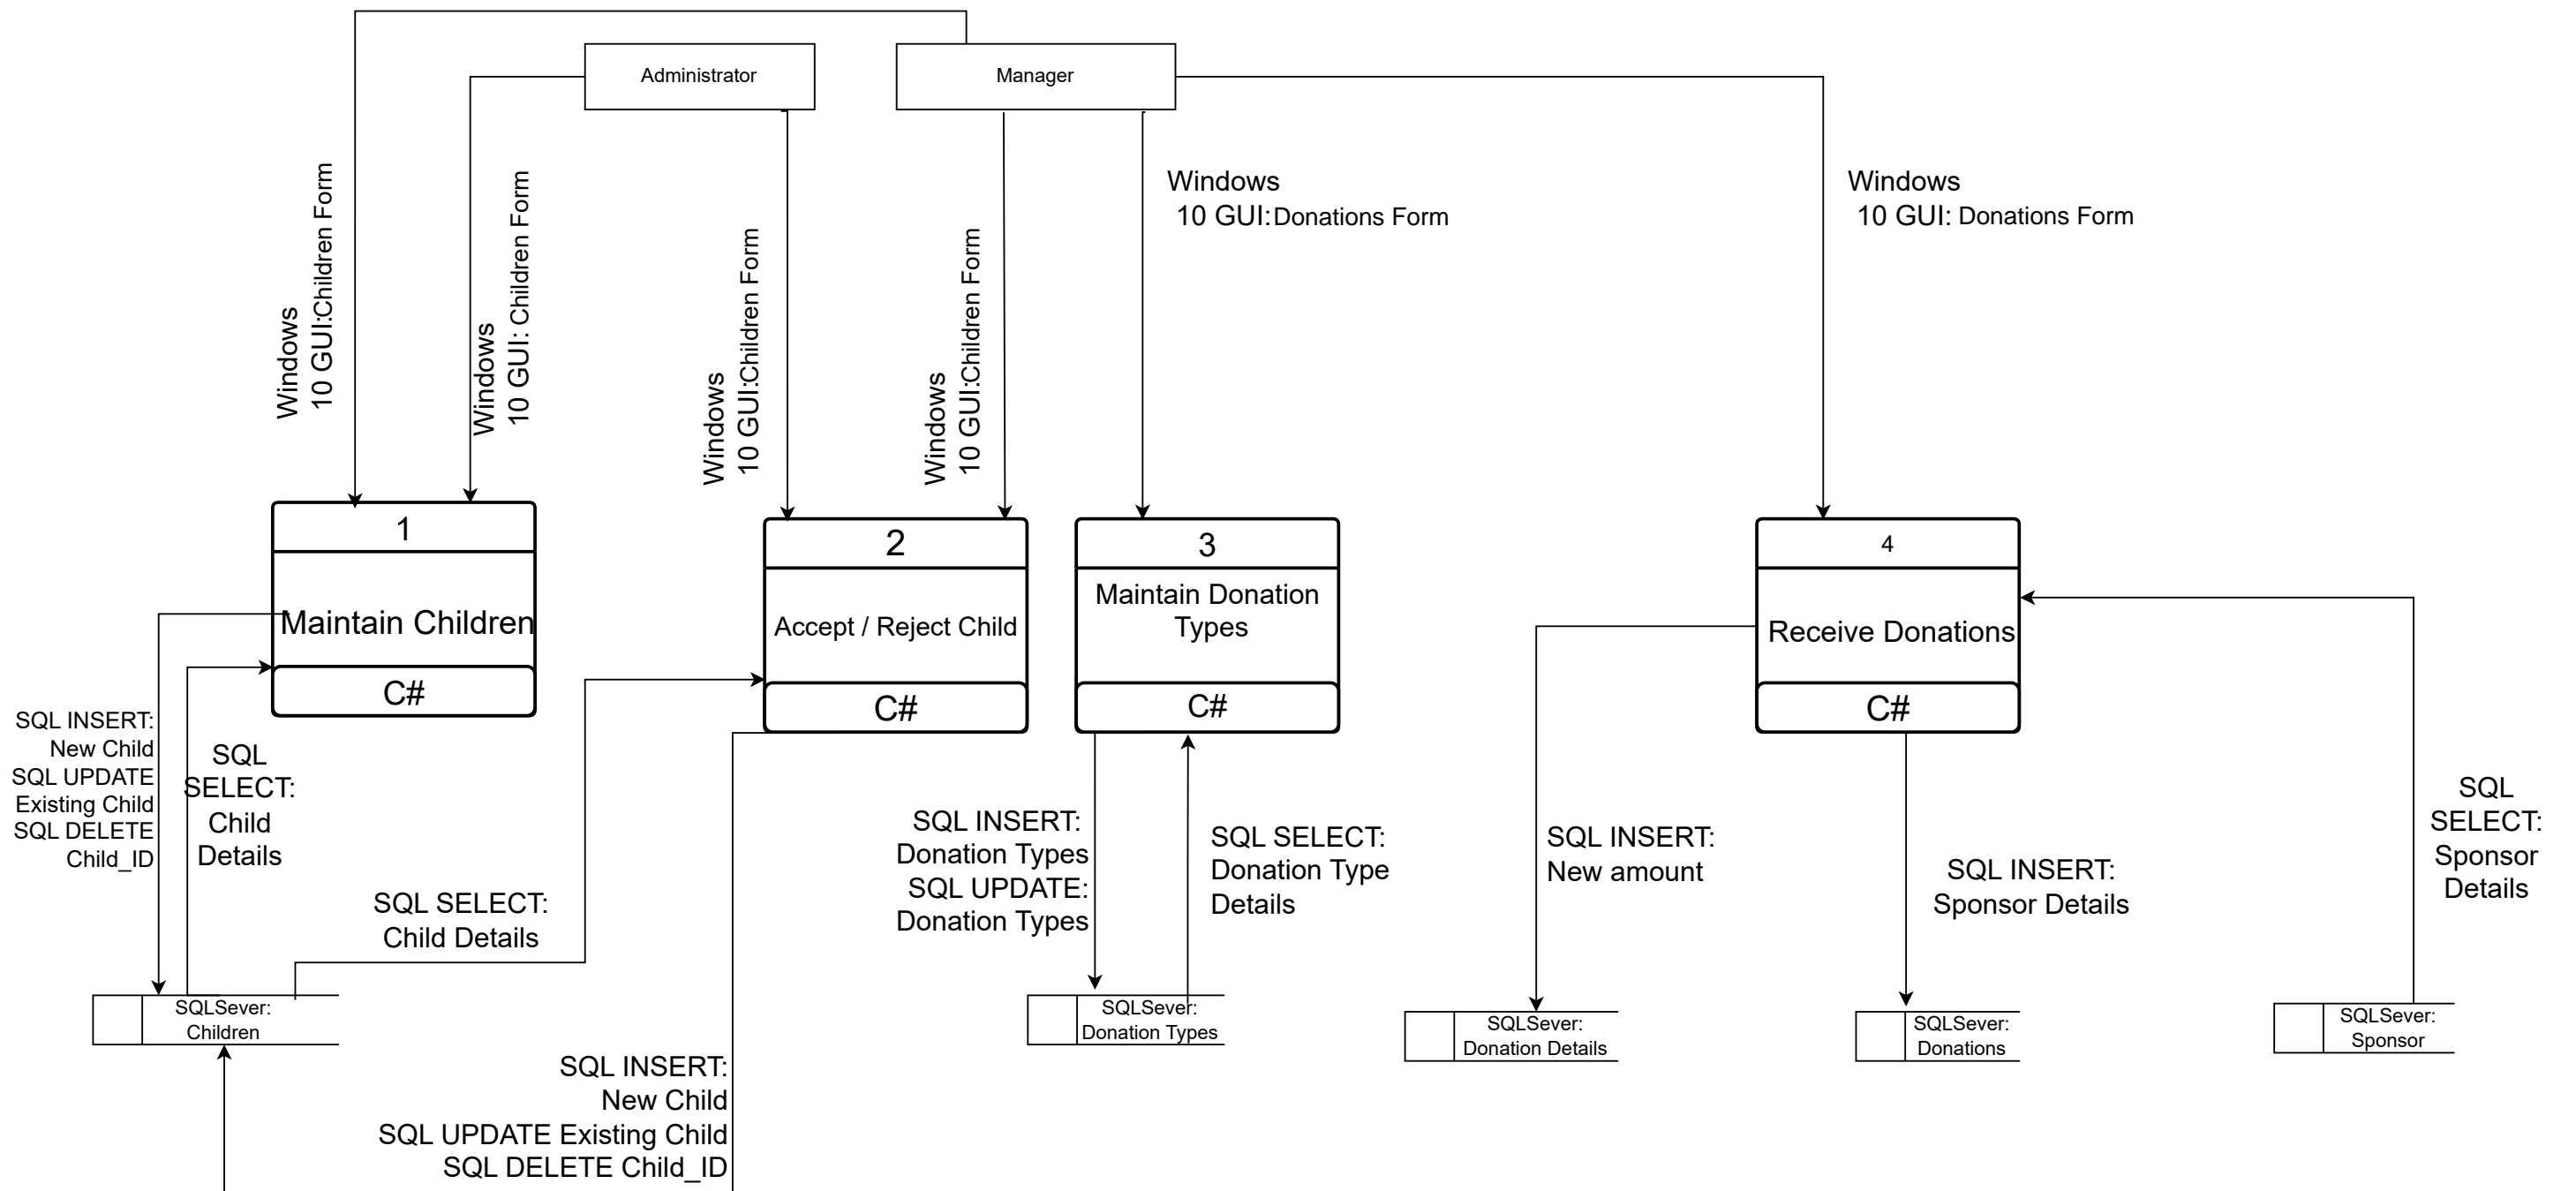 Administrator
Manager
Windows
10 GUI:Children Form
Windows
10 GUI: Children Form
Windows
10 GUI:Children Form
Windows
10 GUI:Children Form
Windows
10 GUI:Donations Form
Windows
10 GUI: Donations Form
1
Maintain Children
C#
2
Accept / Reject Child
C#
3
Maintain Donation
Types
C#
4
Receive Donations
C#
SQL INSERT:
New Child
SQL UPDATE
Existing Child
SQL DELETE
Child_ID
SQL
SELECT:
Child
Details
SQL SELECT:
Child Details
SQL INSERT:
Donation Types
SQL UPDATE:
Donation Types
SQL SELECT:
Donation Type
Details
SQL INSERT:
New amount
SQL INSERT:
Sponsor Details
SQL
SELECT:
Sponsor
Details
SQLSever:
Children
SQLSever:
Donation Types
SQLSever:
Donation Details
SQLSever:
Donations
SQLSever:
Sponsor
SQL INSERT:
New Child
SQL UPDATE Existing Child
SQL DELETE Child_ID